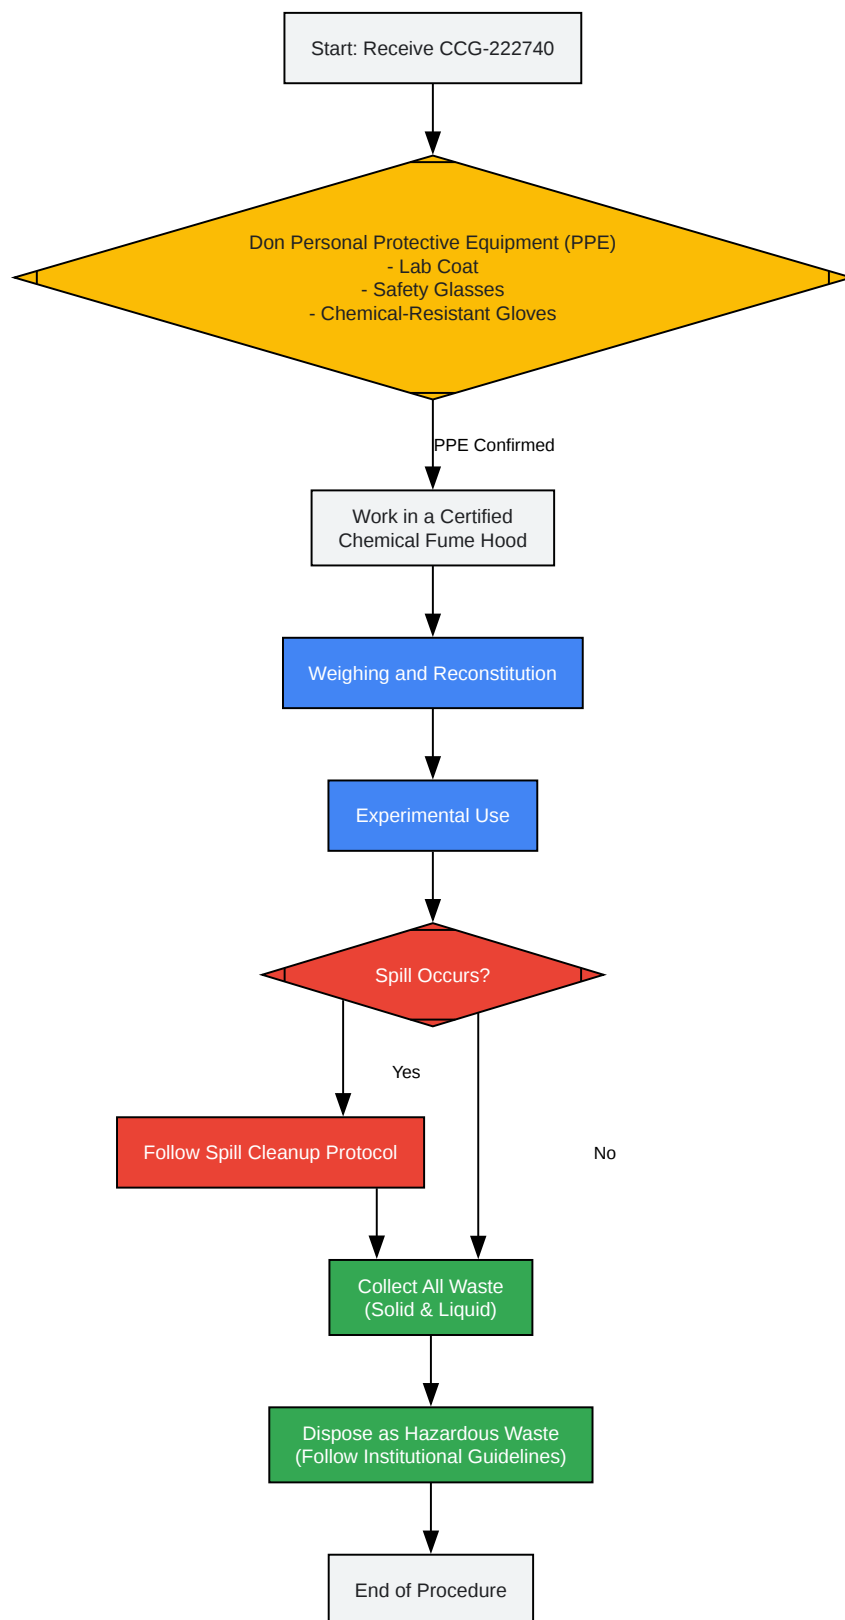 Start: Receive CCG-222740
Don Personal Protective Equipment (PPE)
- Lab Coat
- Safety Glasses
- Chemical-Resistant Gloves
PPE Confirmed
Work in a Certified
Chemical Fume Hood
Weighing and Reconstitution
Experimental Use
Spill Occurs?
Yes
Follow Spill Cleanup Protocol
No
Collect All Waste
(Solid & Liquid)
Dispose as Hazardous Waste
(Follow Institutional Guidelines)
End of Procedure